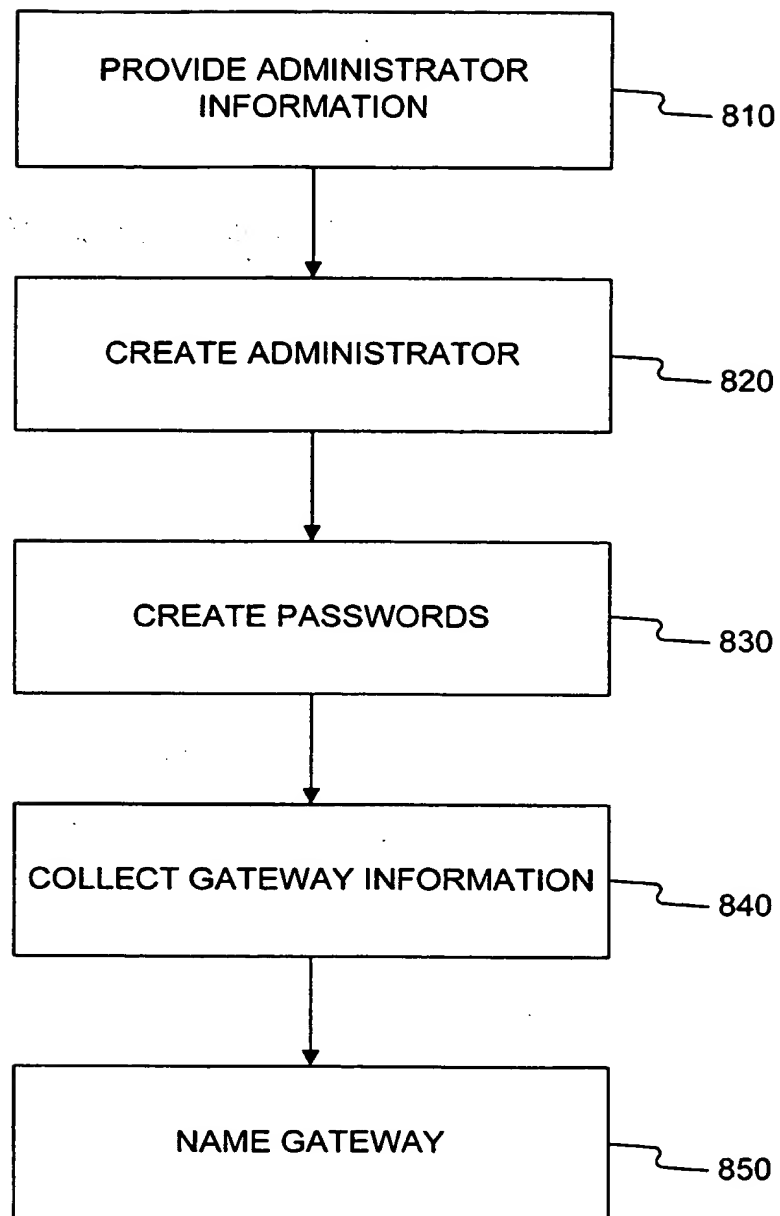 PROVIDE ADMINISTRATOR
INFORMATION
810
CREATE ADMINISTRATOR
820
CREATE PASSWORDS
830
COLLECT GATEWAY INFORMATION
840
NAME GATEWAY
850